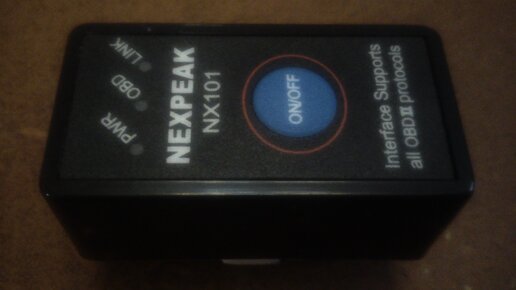 LINK
OBD
PWR
NEXPEAK
NX101
ON/OFF
Interface Supports
all OBDⅡ protocols